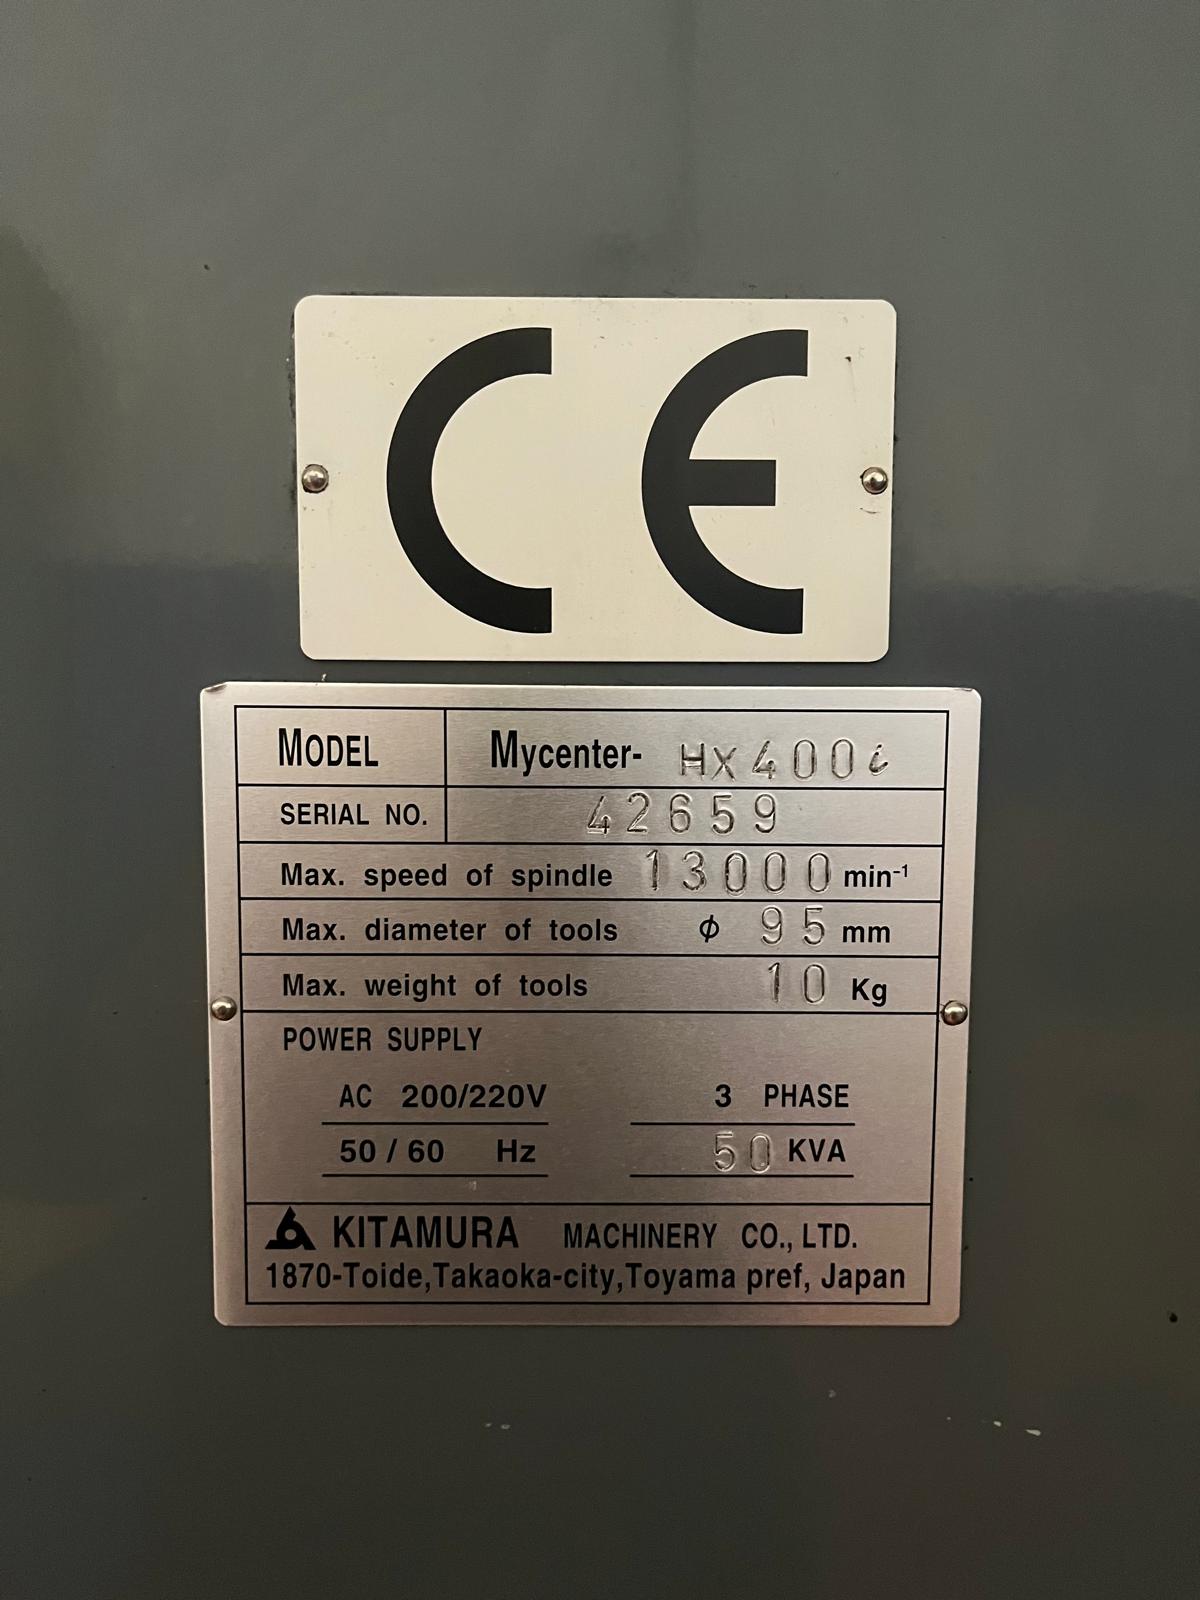 CE
MODEL Mycenter- HX400i
SERIAL NO. 42659
Max. speed of spindle 13000 min⁻¹
Max. diameter of tools ϕ 95 mm
Max. weight of tools 10 Kg
POWER SUPPLY
AC 200/220V 3 PHASE
50 / 60 Hz 50 KVA
KITAMURA MACHINERY CO., LTD.
1870-Toide,Takaoka-city,Toyama pref, Japan